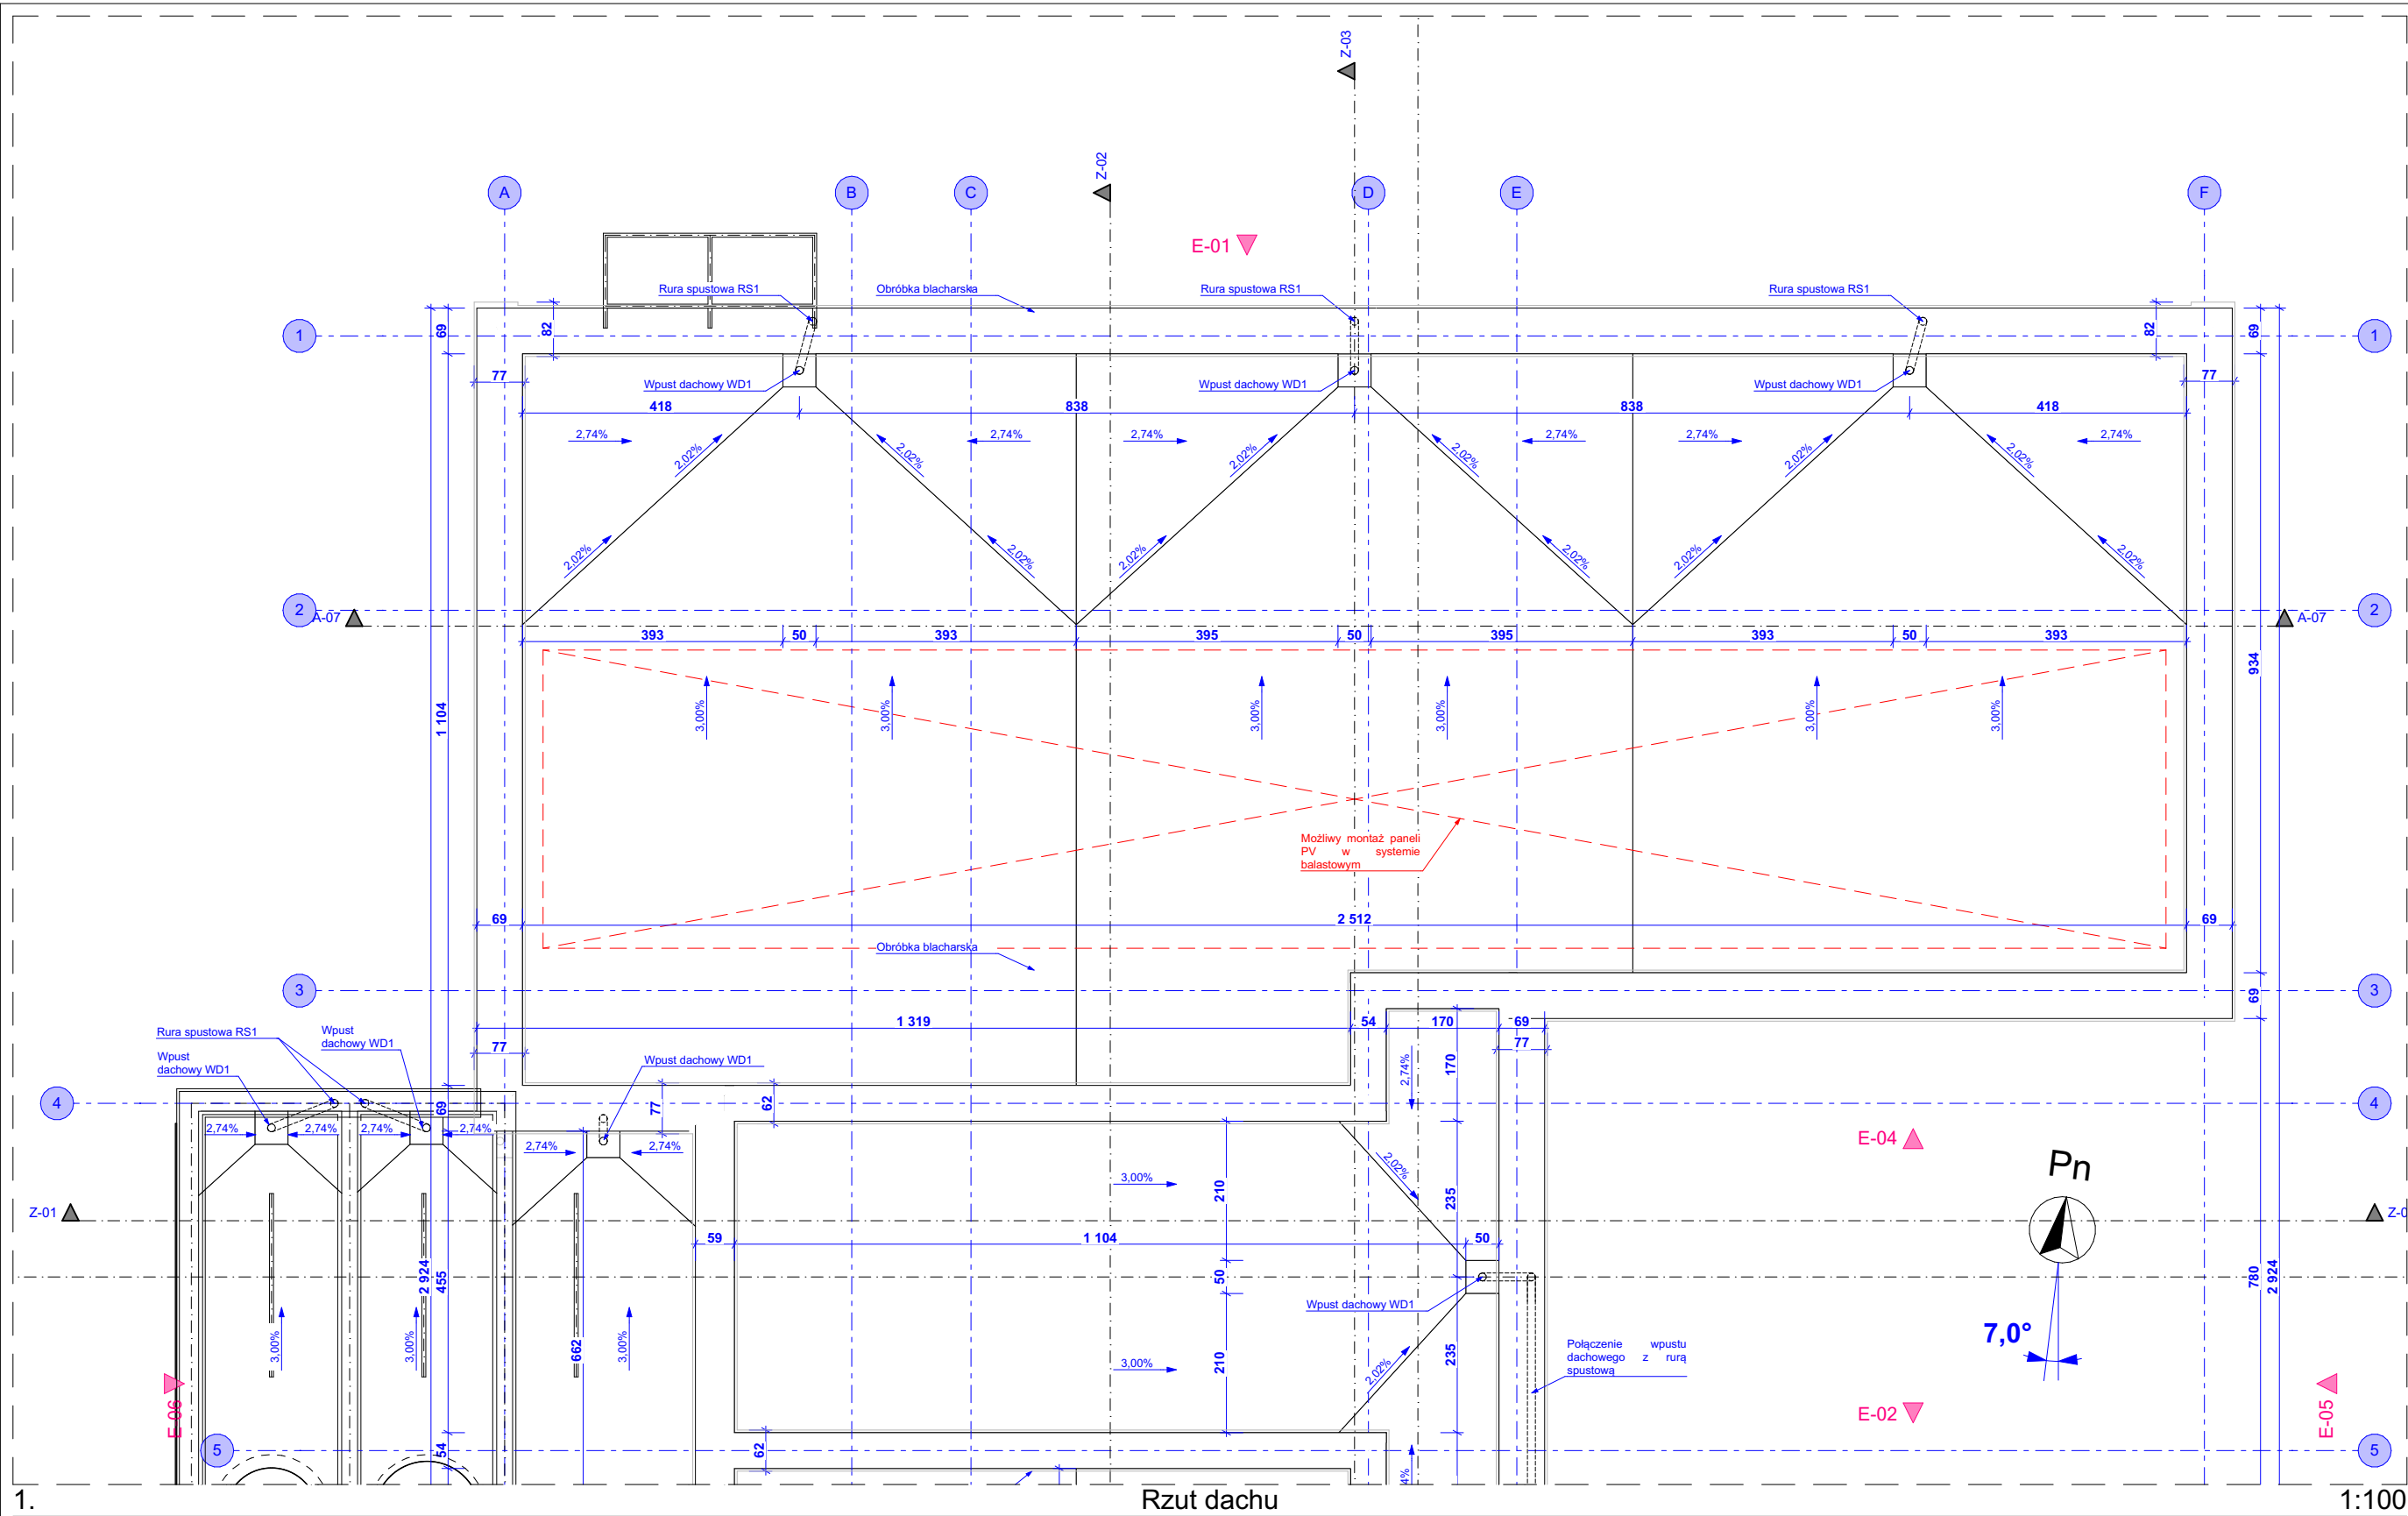 Z-03
Z-02
A
B
C
D
E
F
E-01
Rura spustowa RS1
Obróbka blacharska
Rura spustowa RS1
Rura spustowa RS1
1
69
82
82
69
1
77
Wpust dachowy WD1
Wpust dachowy WD1
Wpust dachowy WD1
77
418
838
838
418
2,74%
2,74%
2,74%
2,74%
2,74%
2,74%
2,02%
2,02%
2,02%
2,02%
2,02%
2,02%
2,02%
2,02%
2,02%
2,02%
2,02%
2,02%
2
A-07
2
A-07
393
50
393
395
50
395
393
50
393
934
1 104
3,00%
3,00%
3,00%
3,00%
3,00%
3,00%
Możliwy montaż paneli
PV w systemie
balastowym
69
2 512
69
Obróbka blacharska
3
3
69
1 319
54
170
69
77
77
Rura spustowa RS1
Wpust
dachowy WD1
Wpust
dachowy WD1
Wpust dachowy WD1
170
2,74%
4
69
77
62
4
2,74%
2,74%
2,74%
2,74%
2,74%
2,74%
E-04
Pn
2,02%
3,00%
210
235
Z-01
59
1 104
50
2 924
455
50
780
2 924
Wpust dachowy WD1
7,0°
3,00%
3,00%
662
3,00%
3,00%
210
235
2,02%
Połączenie wpustu
dachowego z rurą
spustową
E-06
E-02
E-05
5
54
62
5
1.
Rzut dachu
1:100